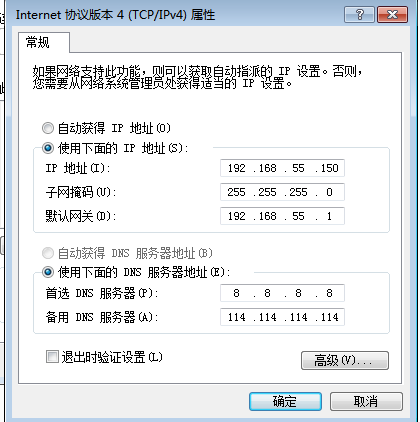 Internet 协议版本 4 (TCP/IPv4) 属性
常规
如果网络支持此功能，则可以获取自动指派的 IP 设置。否则，
您需要从网络系统管理员处获得适当的 IP 设置。
自动获得 IP 地址(O)
使用下面的 IP 地址(S):
IP 地址(I): 192 .168 . 55 .150
子网掩码(U): 255 .255 .255 . 0
默认网关(D): 192 .168 . 55 . 1
自动获得 DNS 服务器地址(B)
使用下面的 DNS 服务器地址(E):
首选 DNS 服务器(P): 8 . 8 . 8 . 8
备用 DNS 服务器(A): 114 .114 .114 .114
退出时验证设置(L)
高级(V)...
确定 取消